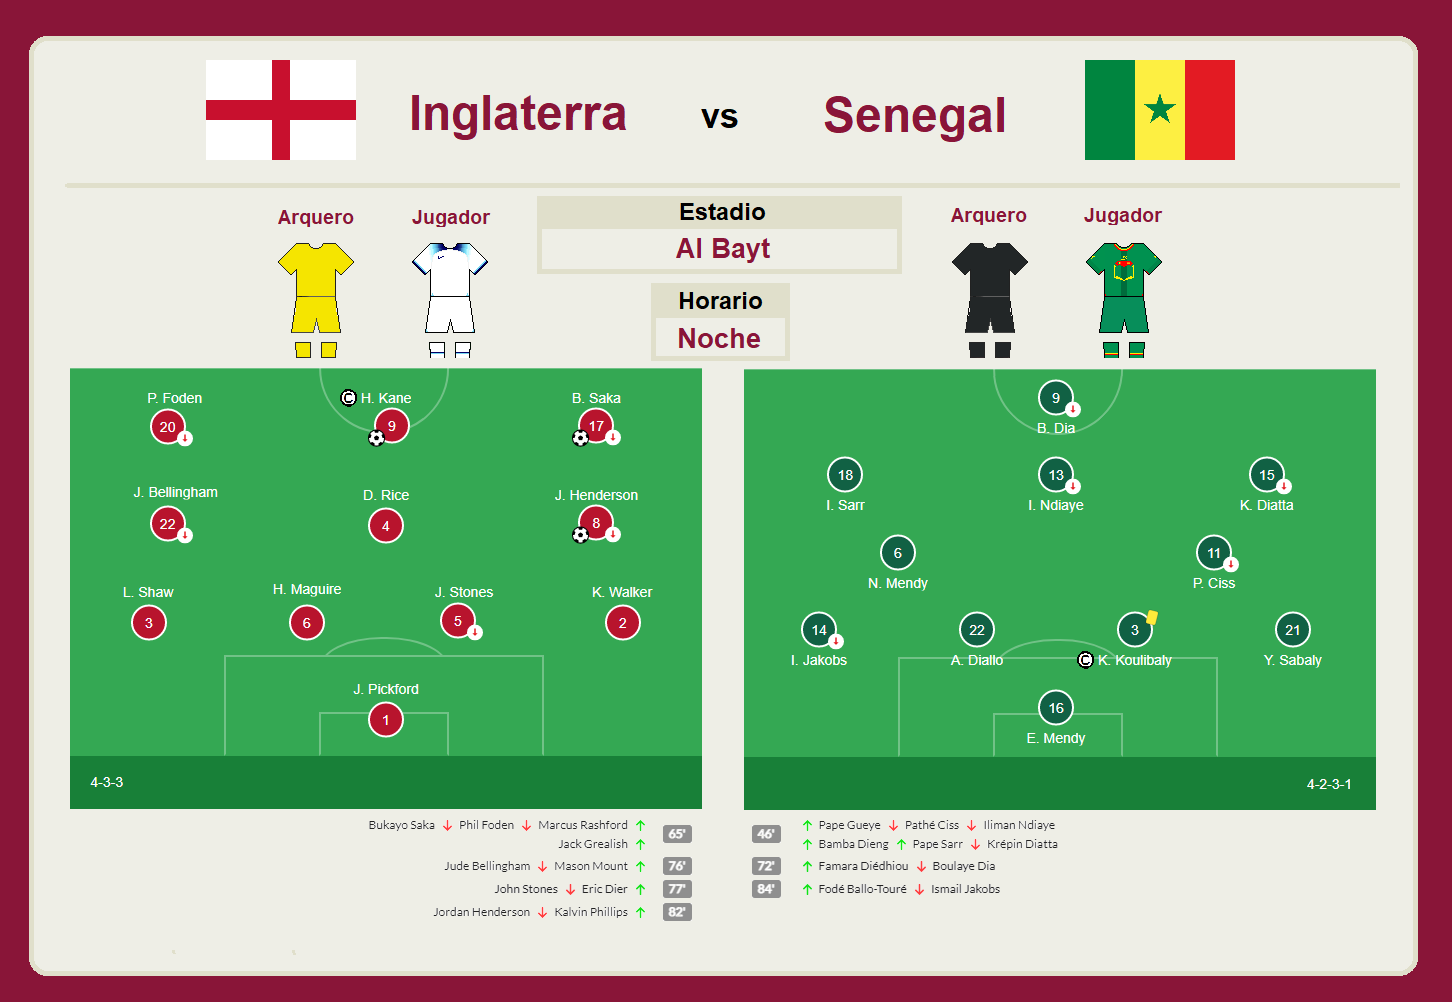 Inglaterra vs Senegal
Arquero Jugador
Estadio
Al Bayt
Horario
Noche
Arquero Jugador
P. Foden © H. Kane B. Saka
20 9 17
J. Bellingham D. Rice J. Henderson
22 4 8
L. Shaw H. Maguire J. Stones K. Walker
3 6 5 2
J. Pickford
1
4-3-3
9
B. Dia
18 13 15
I. Sarr I. Ndiaye K. Diatta
6 11
N. Mendy P. Ciss
14 22 3 21
I. Jakobs A. Diallo © K. Koulibaly Y. Sabaly
16
E. Mendy
4-2-3-1
Bukayo Saka ↓ Phil Foden ↓ Marcus Rashford ↑ 65'
Jack Grealish ↑
Jude Bellingham ↓ Mason Mount ↑ 76'
John Stones ↓ Eric Dier ↑ 77'
Jordan Henderson ↓ Kalvin Phillips ↑ 82'
46' ↑ Pape Gueye ↓ Pathé Ciss ↓ Iliman Ndiaye
↑ Bamba Dieng ↑ Pape Sarr ↓ Krépin Diatta
72' ↑ Famara Diédhiou ↓ Boulaye Dia
84' ↑ Fodé Ballo-Touré ↓ Ismail Jakobs